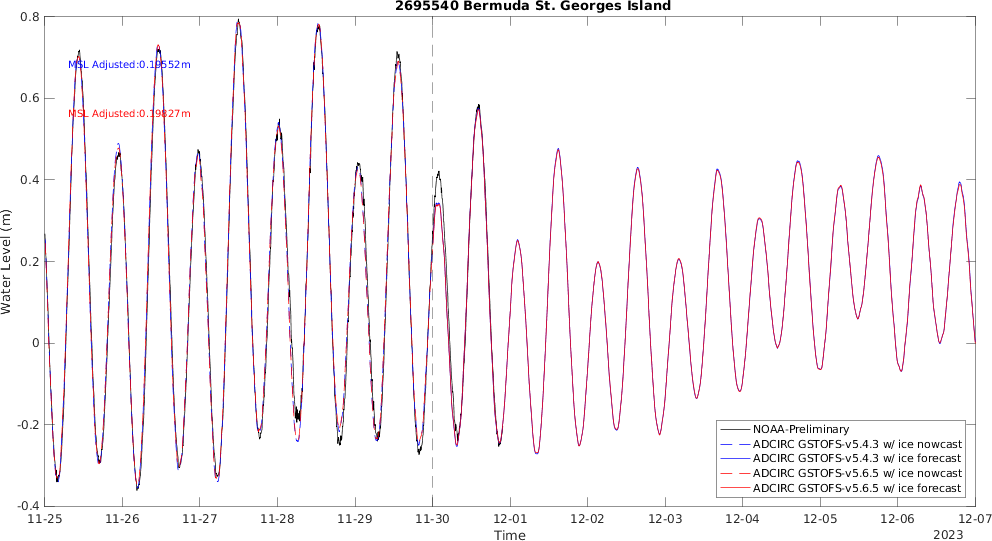 2695540 Bermuda St. Georges Island
0.8
0.6
0.4
0.2
0
-0.2
-0.4
Water Level (m)
MSL Adjusted:0.19552m
MSL Adjusted:0.19827m
NOAA-Preliminary
ADCIRC GSTOFS-v5.4.3 w/ ice nowcast
ADCIRC GSTOFS-v5.4.3 w/ ice forecast
ADCIRC GSTOFS-v5.6.5 w/ ice nowcast
ADCIRC GSTOFS-v5.6.5 w/ ice forecast
11-25 11-26 11-27 11-28 11-29 11-30 12-01 12-02 12-03 12-04 12-05 12-06 12-07
Time
2023